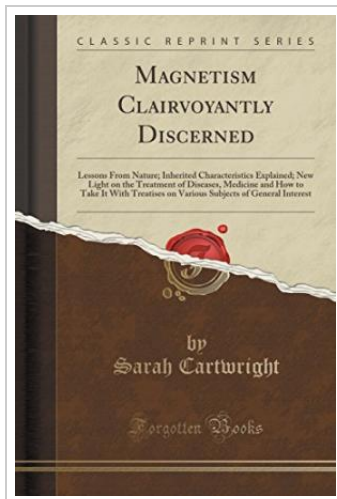 CLASSIC REPRINT SERIES
MAGNETISM
CLAIRVOYANTLY
DISCERNED
Lessons From Nature; Inherited Characteristics Explained; New
Light on the Treatment of Diseases, Medicine and How to
Take It With Treatises on Various Subjects of General Interest
by
Sarah Cartwright
Forgotten Books